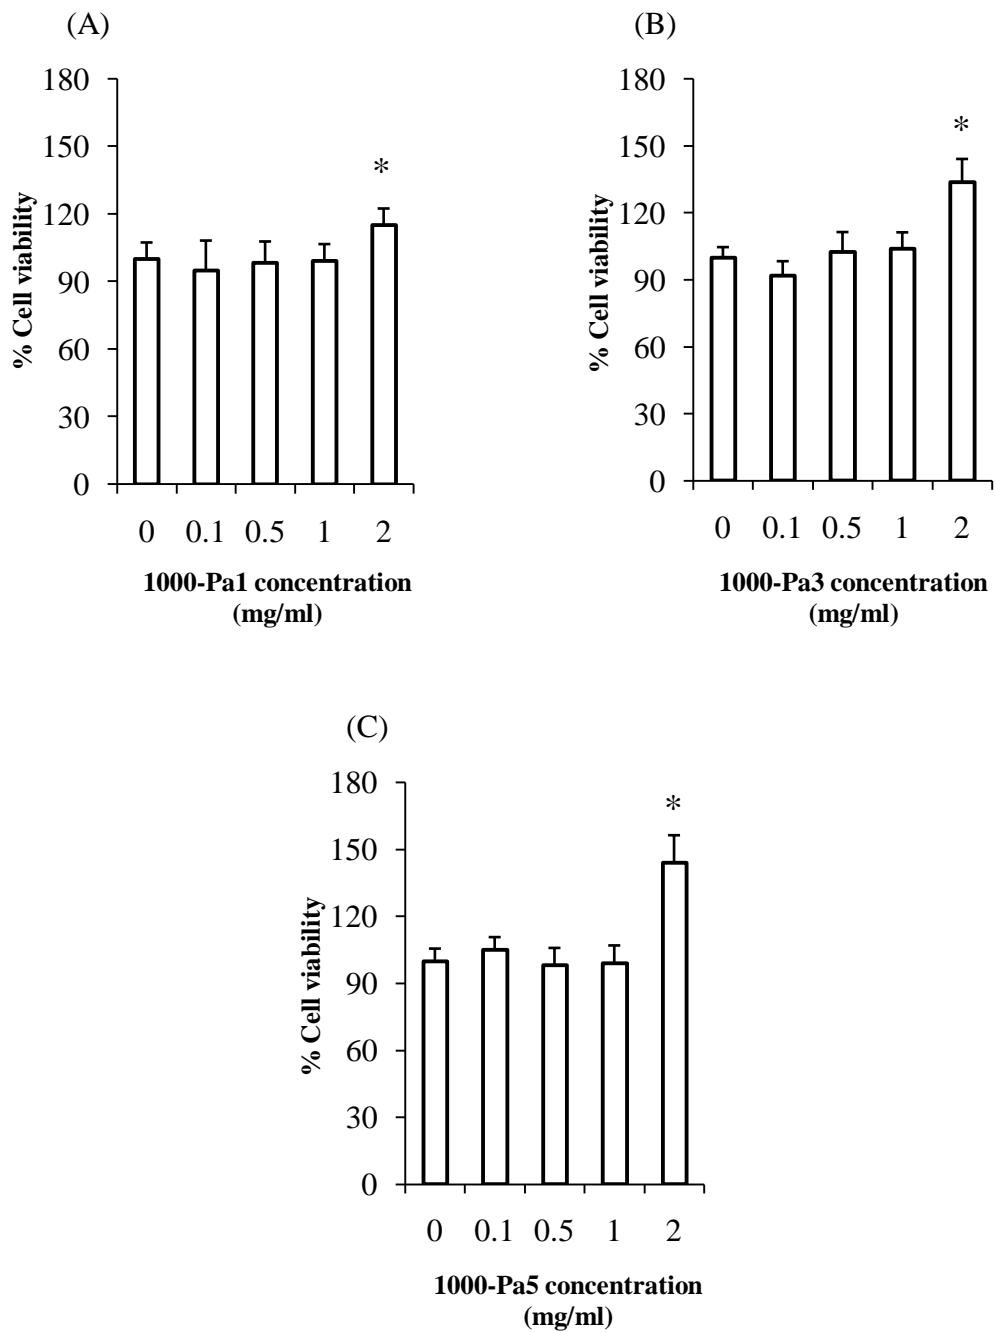 (A)
180
150
120
90
60
30
0
% Cell viability
*
0 0.1 0.5 1 2
1000-Pa1 concentration
(mg/ml)
(B)
180
150
120
90
60
30
0
% Cell viability
*
0 0.1 0.5 1 2
1000-Pa3 concentration
(mg/ml)
(C)
180
150
120
90
60
30
0
% Cell viability
*
0 0.1 0.5 1 2
1000-Pa5 concentration
(mg/ml)